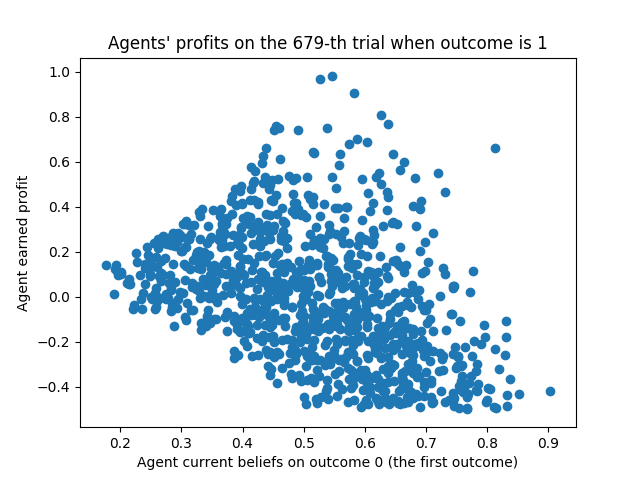 Agents' profits on the 679-th trial when outcome is 1
1.0
0.8
0.6
0.4
0.2
0.0
−0.2
−0.4
Agent earned profit
0.2 0.3 0.4 0.5 0.6 0.7 0.8 0.9
Agent current beliefs on outcome 0 (the first outcome)